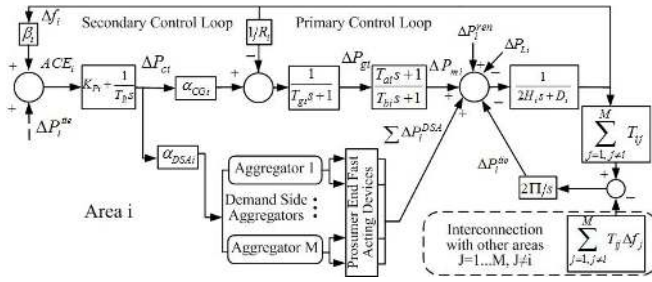 Δf_i Secondary Control Loop Primary Control Loop
β_i 1/R_i ΔP_i^ren ΔP_Li
ACE_i ΔP_ci ΔP_gi ΔP_mi
K_Pi + 1/(T_Ii s) α_CGi 1/(T_gi s+1) (T_ai s+1)/(T_bi s+1) 1/(2H_i s+D_i)
+ + + − + + − − +
ΔP_i^tie ∑ΔP_i^DSA ∑_{j=1, j≠i}^{M} T_ij
α_DSAi Aggregator 1 ΔP_i^tie
Demand Side
Aggregators
Prosumer End Fast
Acting Devices
2Π/s + −
Area i
Aggregator M
Interconnection
with other areas
J=1...M, J≠i
∑_{j=1, j≠i}^{M} T_ij Δf_j